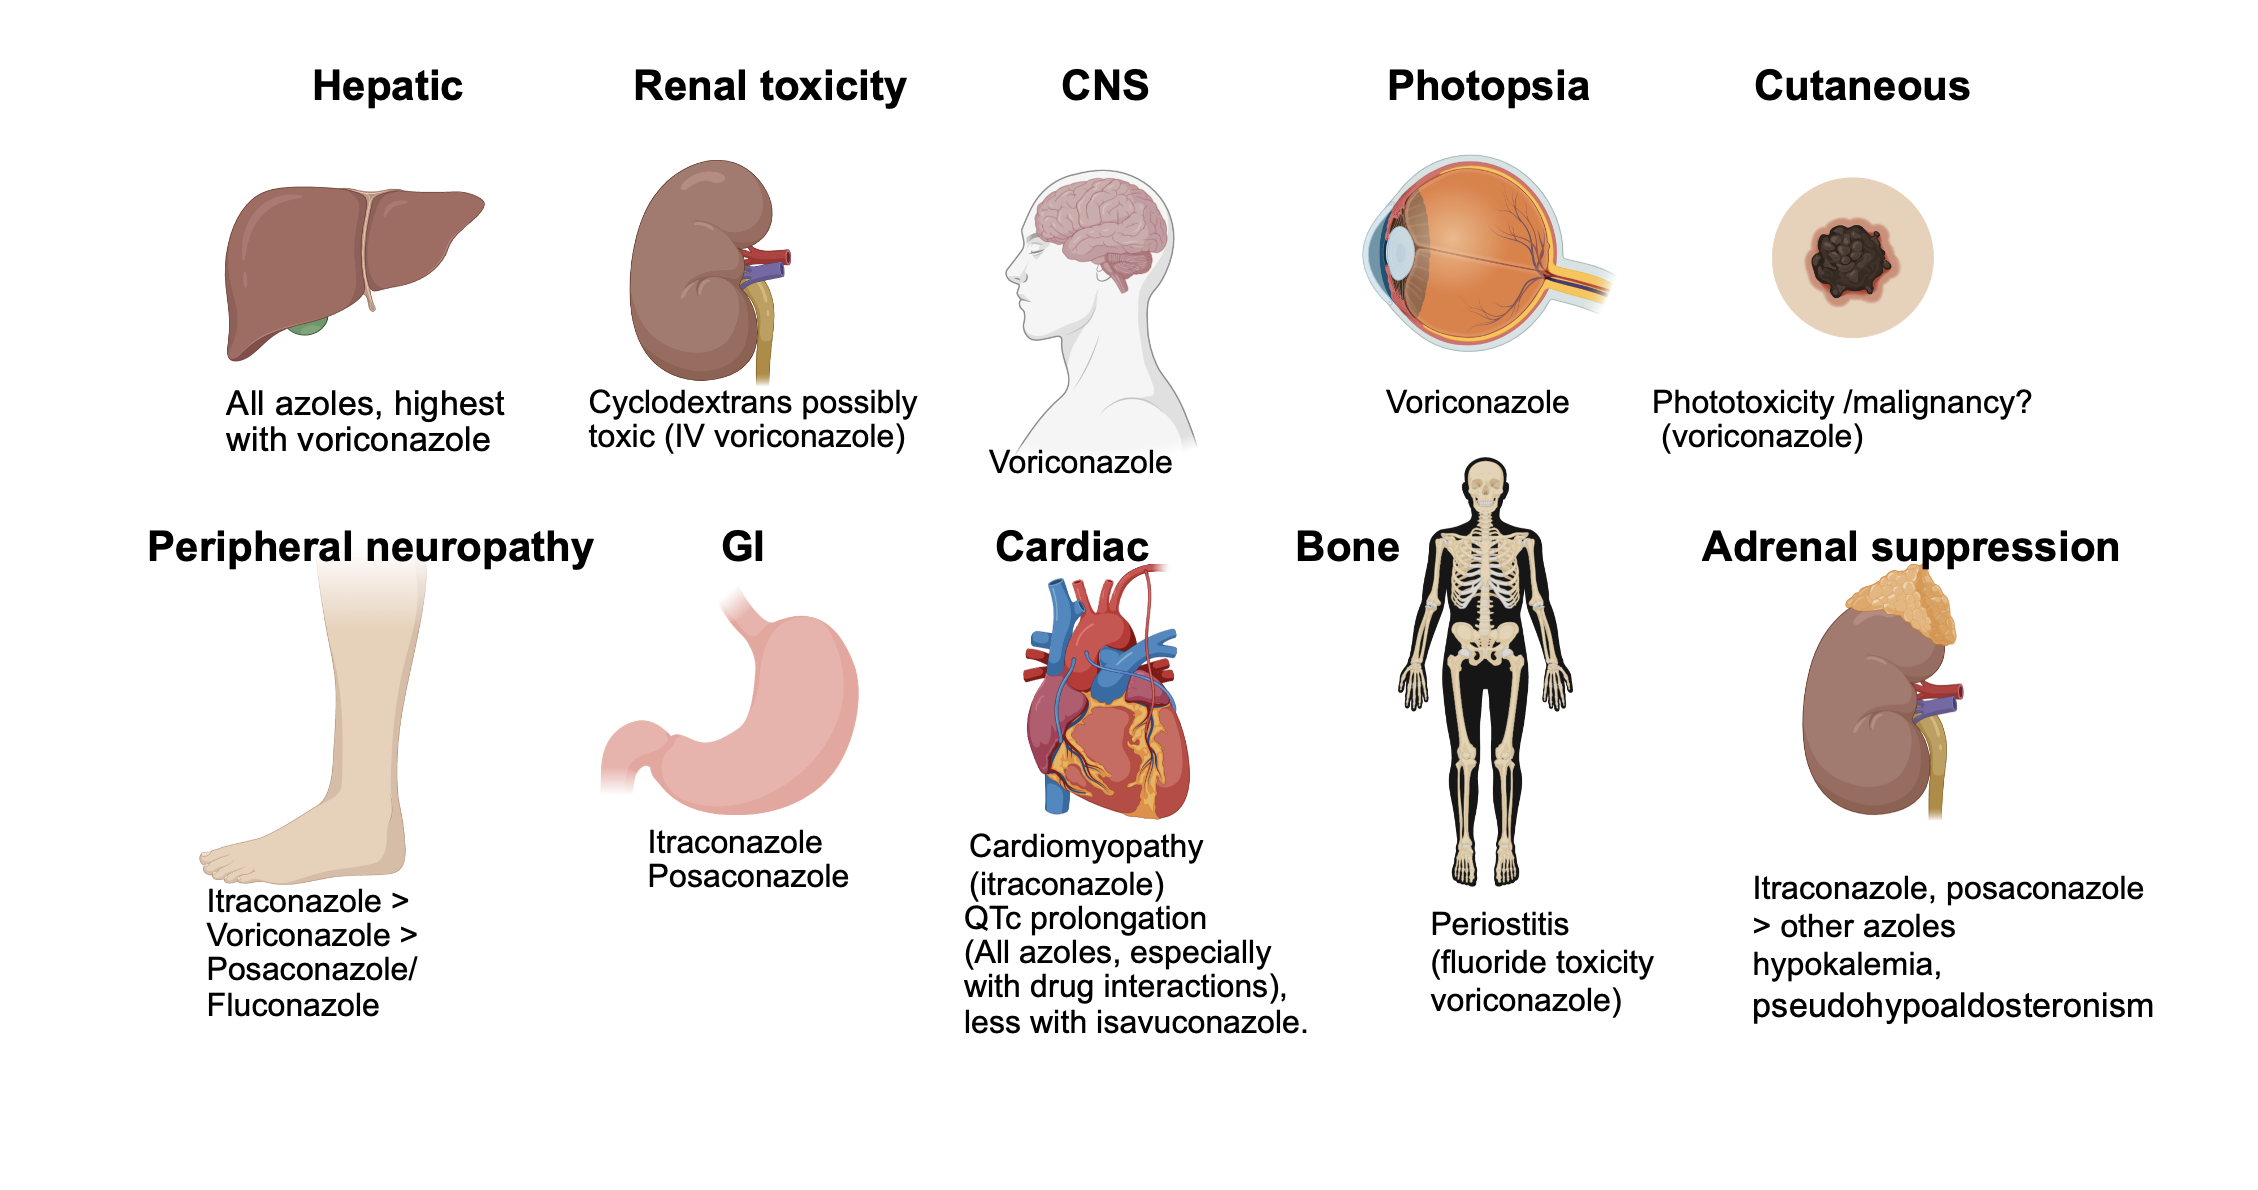 Hepatic
All azoles, highest
with voriconazole
Renal toxicity
Cyclodextrans possibly
toxic (IV voriconazole)
CNS
Voriconazole
Photopsia
Voriconazole
Cutaneous
Phototoxicity /malignancy?
(voriconazole)
Peripheral neuropathy
Itraconazole >
Voriconazole >
Posaconazole/
Fluconazole
GI
Itraconazole
Posaconazole
Cardiac
Cardiomyopathy
(itraconazole)
QTc prolongation
(All azoles, especially
with drug interactions),
less with isavuconazole.
Bone
Periostitis
(fluoride toxicity
voriconazole)
Adrenal suppression
Itraconazole, posaconazole
> other azoles
hypokalemia,
pseudohypoaldosteronism